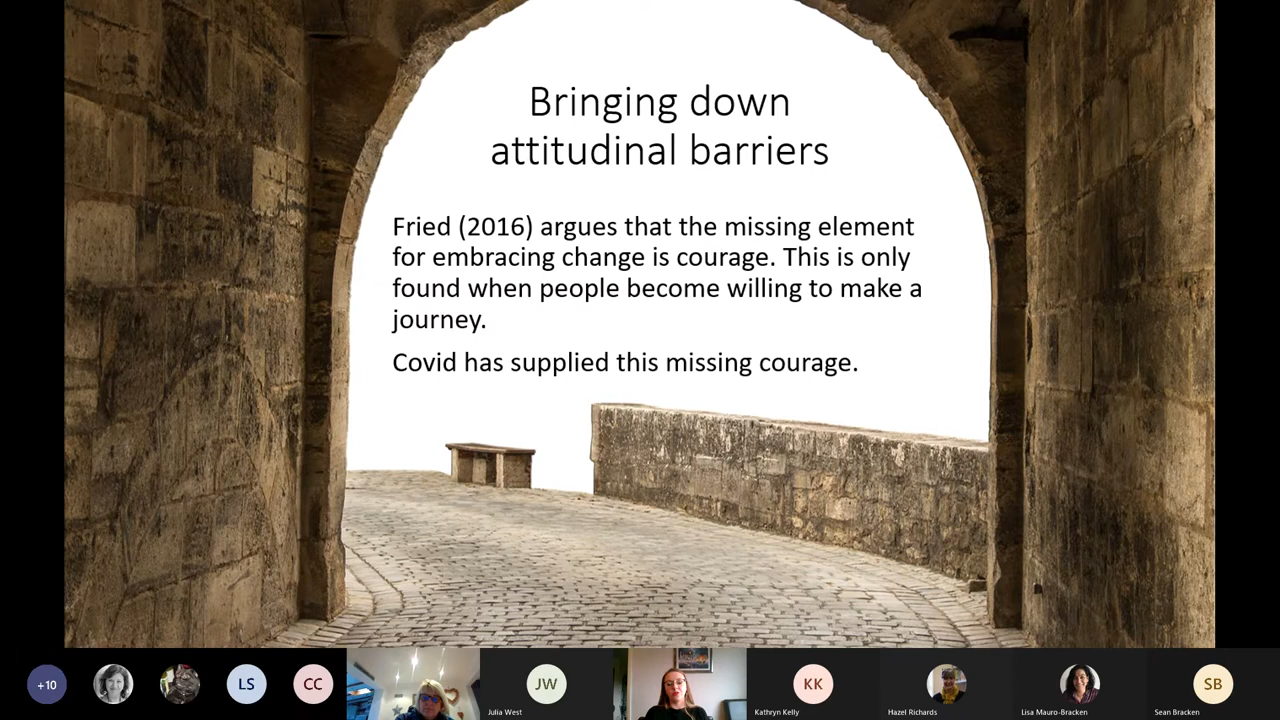 Bringing down
attitudinal barriers
Fried (2016) argues that the missing element
for embracing change is courage. This is only
found when people become willing to make a
journey.
Covid has supplied this missing courage.
+10
LS
CC
JW
Julia West
KK
Kathryn Kelly
Hazel Richards
Lisa Mauro-Bracken
SB
Sean Bracken